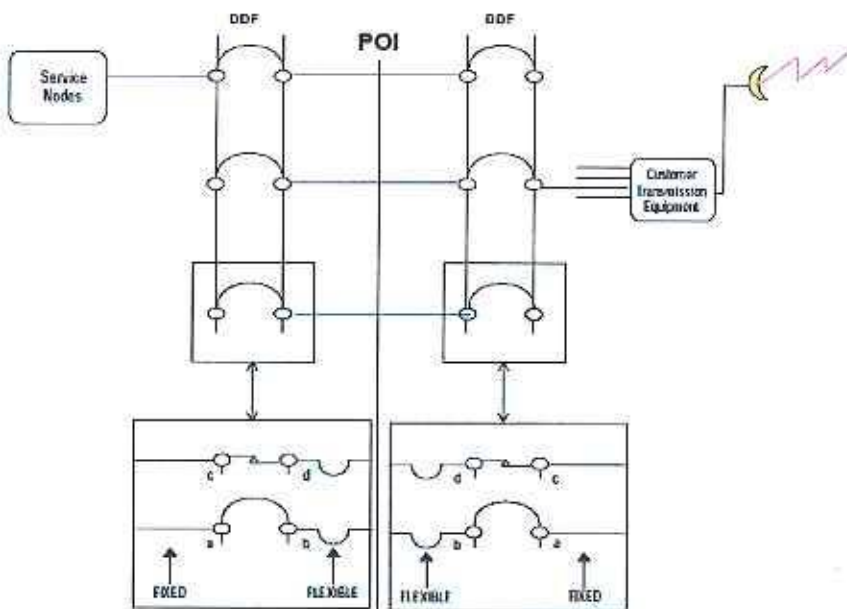 DDF
DDF
POI
Service
Nodes
Customer
Transmission
Equipment
c
d
d
c
a
b
b
a
FIXED
FLEXIBLE
FLEXIBLE
FIXED